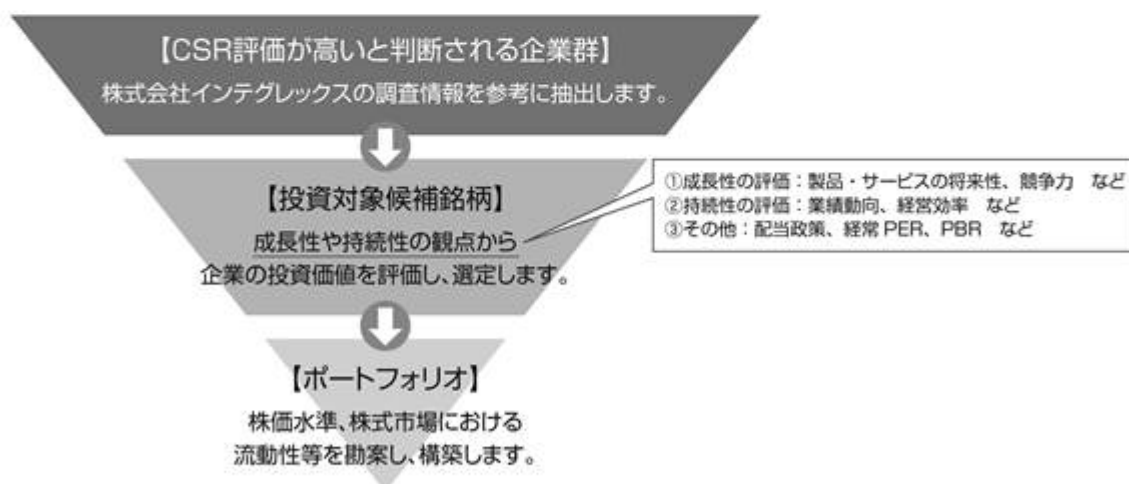 【CSR評価が高いと判断される企業群】
株式会社インテグレックスの調査情報を参考に抽出します。
【投資対象候補銘柄】
成長性や持続性の観点から
企業の投資価値を評価し、選定します。
①成長性の評価：製品・サービスの将来性、競争力　など
②持続性の評価：業績動向、経営効率　など
③その他：配当政策、経常 PER、PBR　など
【ポートフォリオ】
株価水準、株式市場における
流動性等を勘案し、構築します。